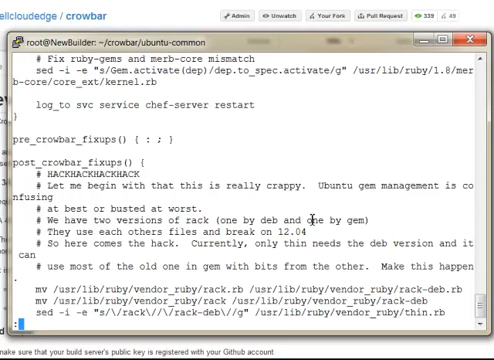 ellcloudedge / crowbar
Admin
Unwatch
Your Fork
Pull Request
339
49
root@NewBuilder: ~/crowbar/ubuntu-common
# Fix ruby-gems and merb-core mismatch
sed -i -e "s/Gem.activate(dep)/dep.to_spec.activate/g" /usr/lib/ruby/1.8/mer
b-core/core_ext/kernel.rb
log_to svc service chef-server restart
}
pre_crowbar_fixups() { : ; }
post_crowbar_fixups() {
# HACKHACKHACKHACK
# Let me begin with that this is really crappy.  Ubuntu gem management is co
nfusing
# at best or busted at worst.
# We have two versions of rack (one by deb and one by gem)
# They use each others files and break on 12.04
# So here comes the hack.  Currently, only thin needs the deb version and it
can
# use most of the old one in gem with bits from the other.  Make this happen
.
mv /usr/lib/ruby/vendor_ruby/rack.rb /usr/lib/ruby/vendor_ruby/rack-deb.rb
mv /usr/lib/ruby/vendor_ruby/rack /usr/lib/ruby/vendor_ruby/rack-deb
sed -i -e "s/\/rack\//\/rack-deb\//g" /usr/lib/ruby/vendor_ruby/thin.rb
:
make sure that your build server's public key is registered with your Github account